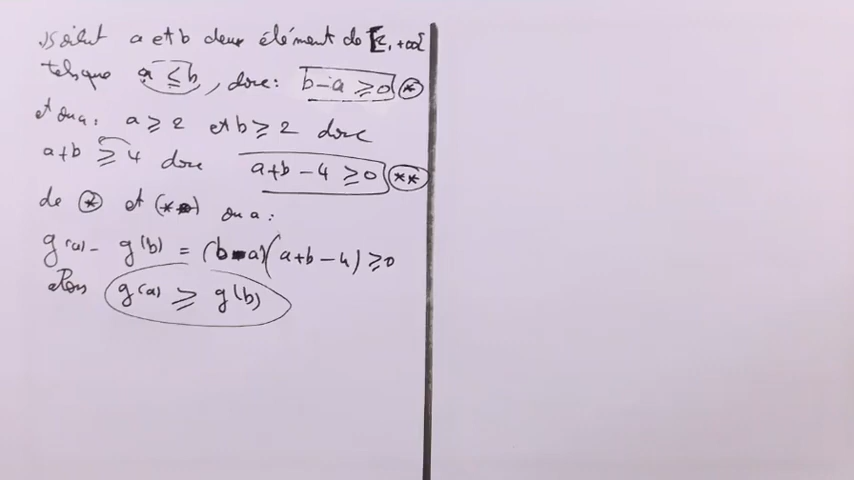 soient a et b deux élément de [2, +∞[
tels que a ≤ b, donc: b-a ≥ 0 (*)
et on a: a ≥ 2 et b ≥ 2 donc
a+b ≥ 4 donc a+b-4 ≥ 0 (**)
de (*) et (**) on a:
g(a) - g(b) = (b-a)(a+b-4) ≥ 0
alors g(a) ≥ g(b)